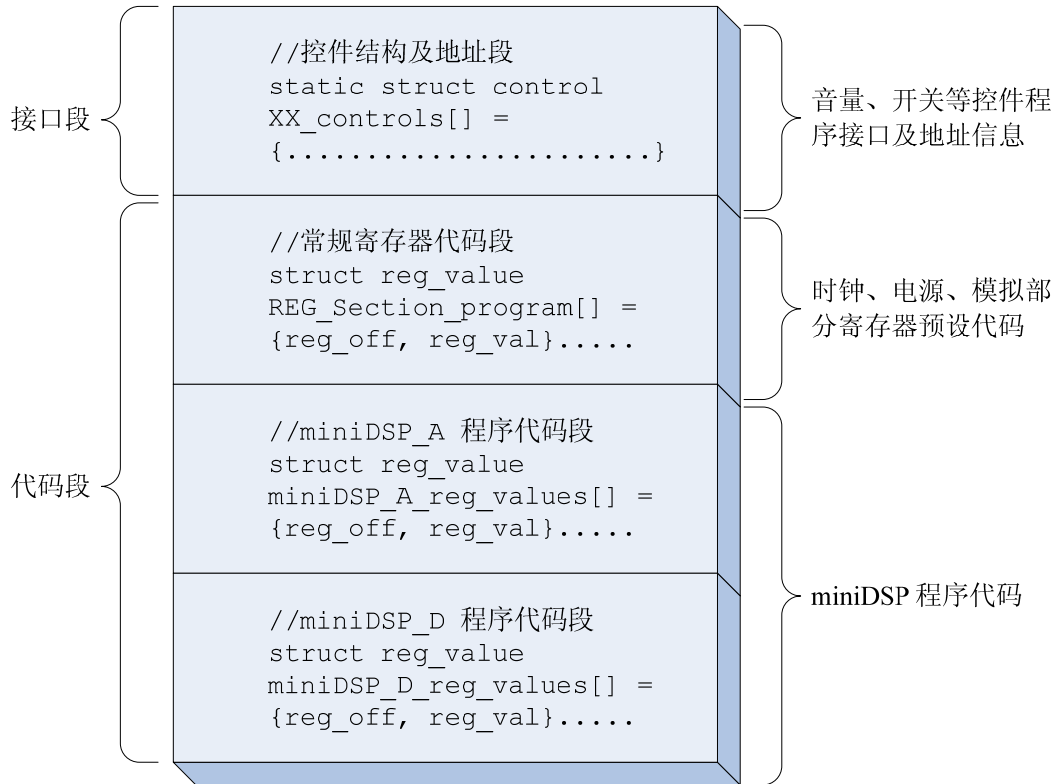 接口段
//控件结构及地址段
static struct control
XX_controls[] =
{.......................}
音量、开关等控件程
序接口及地址信息
代码段
//常规寄存器代码段
struct reg_value
REG_Section_program[] =
{reg_off, reg_val}.....
时钟、电源、模拟部
分寄存器预设代码
//miniDSP_A 程序代码段
struct reg_value
miniDSP_A_reg_values[] =
{reg_off, reg_val}.....
//miniDSP_D 程序代码段
struct reg_value
miniDSP_D_reg_values[] =
{reg_off, reg_val}.....
miniDSP 程序代码